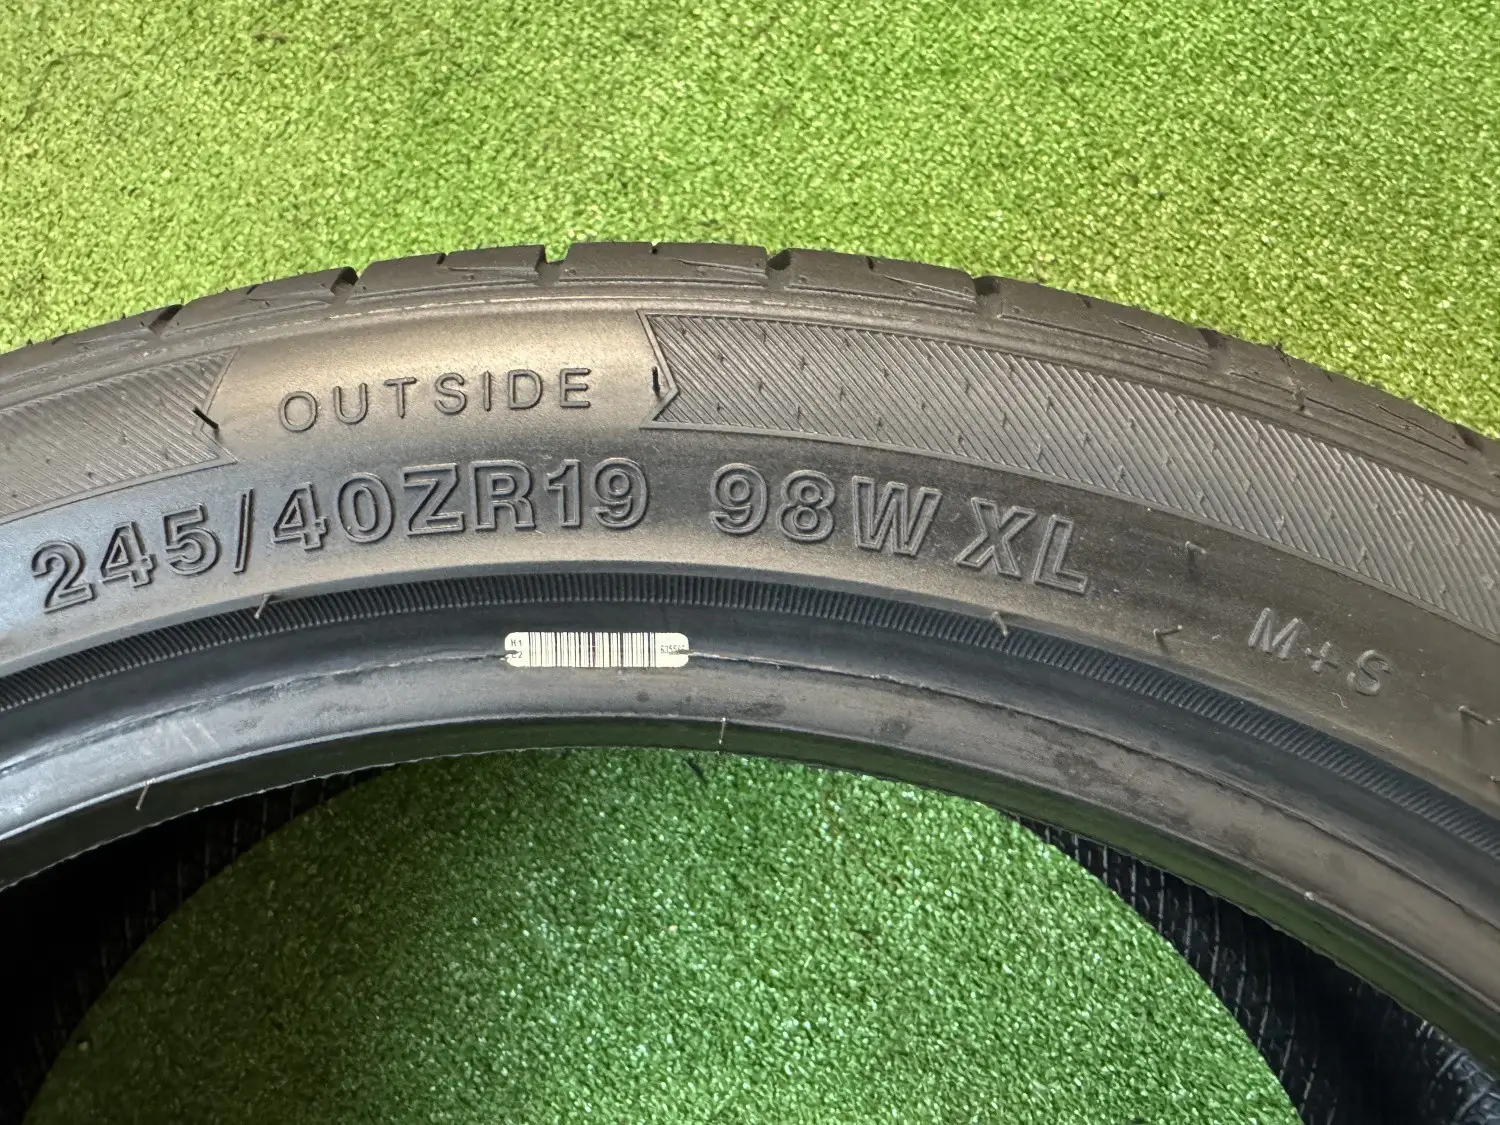 OUTSIDE
245/40ZR19 98W XL
M+S